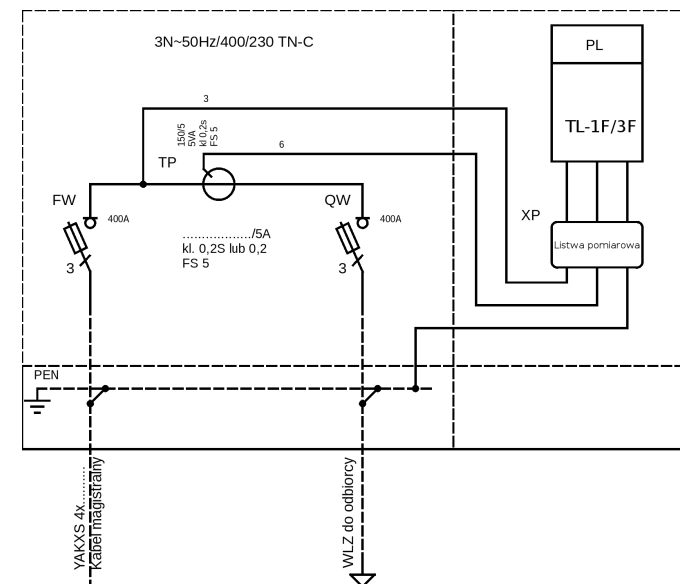 3N~50Hz/400/230 TN-C
PL
TL-1F/3F
3
150/5
5VA
kl 0,2s
FS 5
6
TP
FW
400A
QW
400A
XP
Listwa pomiarowa
..................../5A
kl. 0,2S lub 0,2
FS 5
3
3
PEN
YAKXS 4x..........
Kabel magistralny
WLZ do odbiorcy